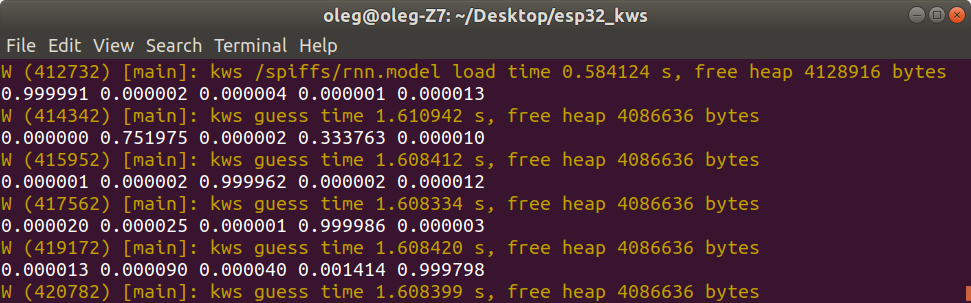 oleg@oleg-Z7: ~/Desktop/esp32_kws
File Edit View Search Terminal Help
W (412732) [main]: kws /spiffs/rnn.model load time 0.584124 s, free heap 4128916 bytes
0.999991 0.000002 0.000004 0.000001 0.000013
W (414342) [main]: kws guess time 1.610942 s, free heap 4086636 bytes
0.000000 0.751975 0.000002 0.333763 0.000010
W (415952) [main]: kws guess time 1.608412 s, free heap 4086636 bytes
0.000001 0.000002 0.999962 0.000002 0.000012
W (417562) [main]: kws guess time 1.608334 s, free heap 4086636 bytes
0.000020 0.000025 0.000001 0.999986 0.000003
W (419172) [main]: kws guess time 1.608420 s, free heap 4086636 bytes
0.000013 0.000090 0.000040 0.001414 0.999798
W (420782) [main]: kws guess time 1.608399 s, free heap 4086636 bytes